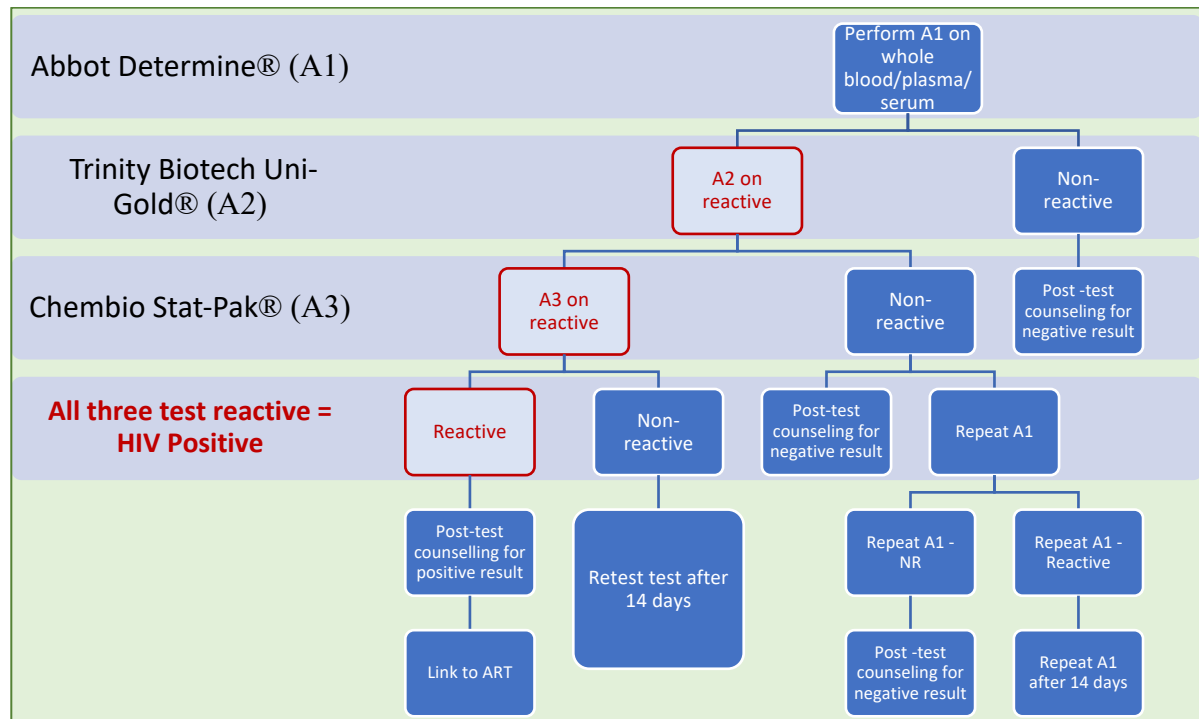 Abbot Determine® (A1)
Perform A1 on
whole
blood/plasma/
serum
Trinity Biotech Uni-
Gold® (A2)
A2 on
reactive
Non-
reactive
Chembio Stat-Pak® (A3)
A3 on
reactive
Non-
reactive
Post -test
counseling for
negative result
All three test reactive =
HIV Positive
Reactive
Non-
reactive
Post-test
counseling for
negative result
Repeat A1
Post-test
counselling for
positive result
Retest test after
14 days
Repeat A1 -
NR
Repeat A1 -
Reactive
Link to ART
Post -test
counseling for
negative result
Repeat A1
after 14 days